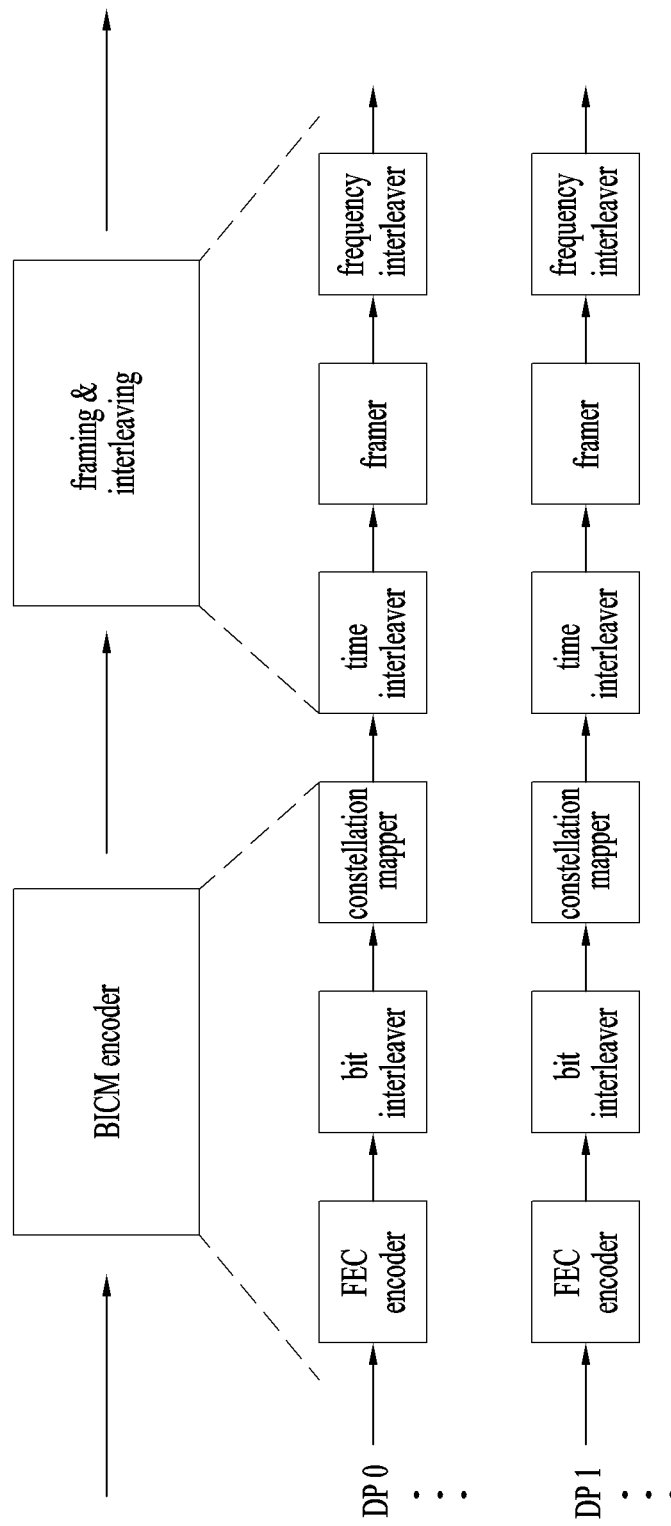 BICM encoder
framing &
interleaving
DP 0
FEC
encoder
bit
interleaver
constellation
mapper
time
interleaver
framer
frequency
interleaver
DP 1
FEC
encoder
bit
interleaver
constellation
mapper
time
interleaver
framer
frequency
interleaver